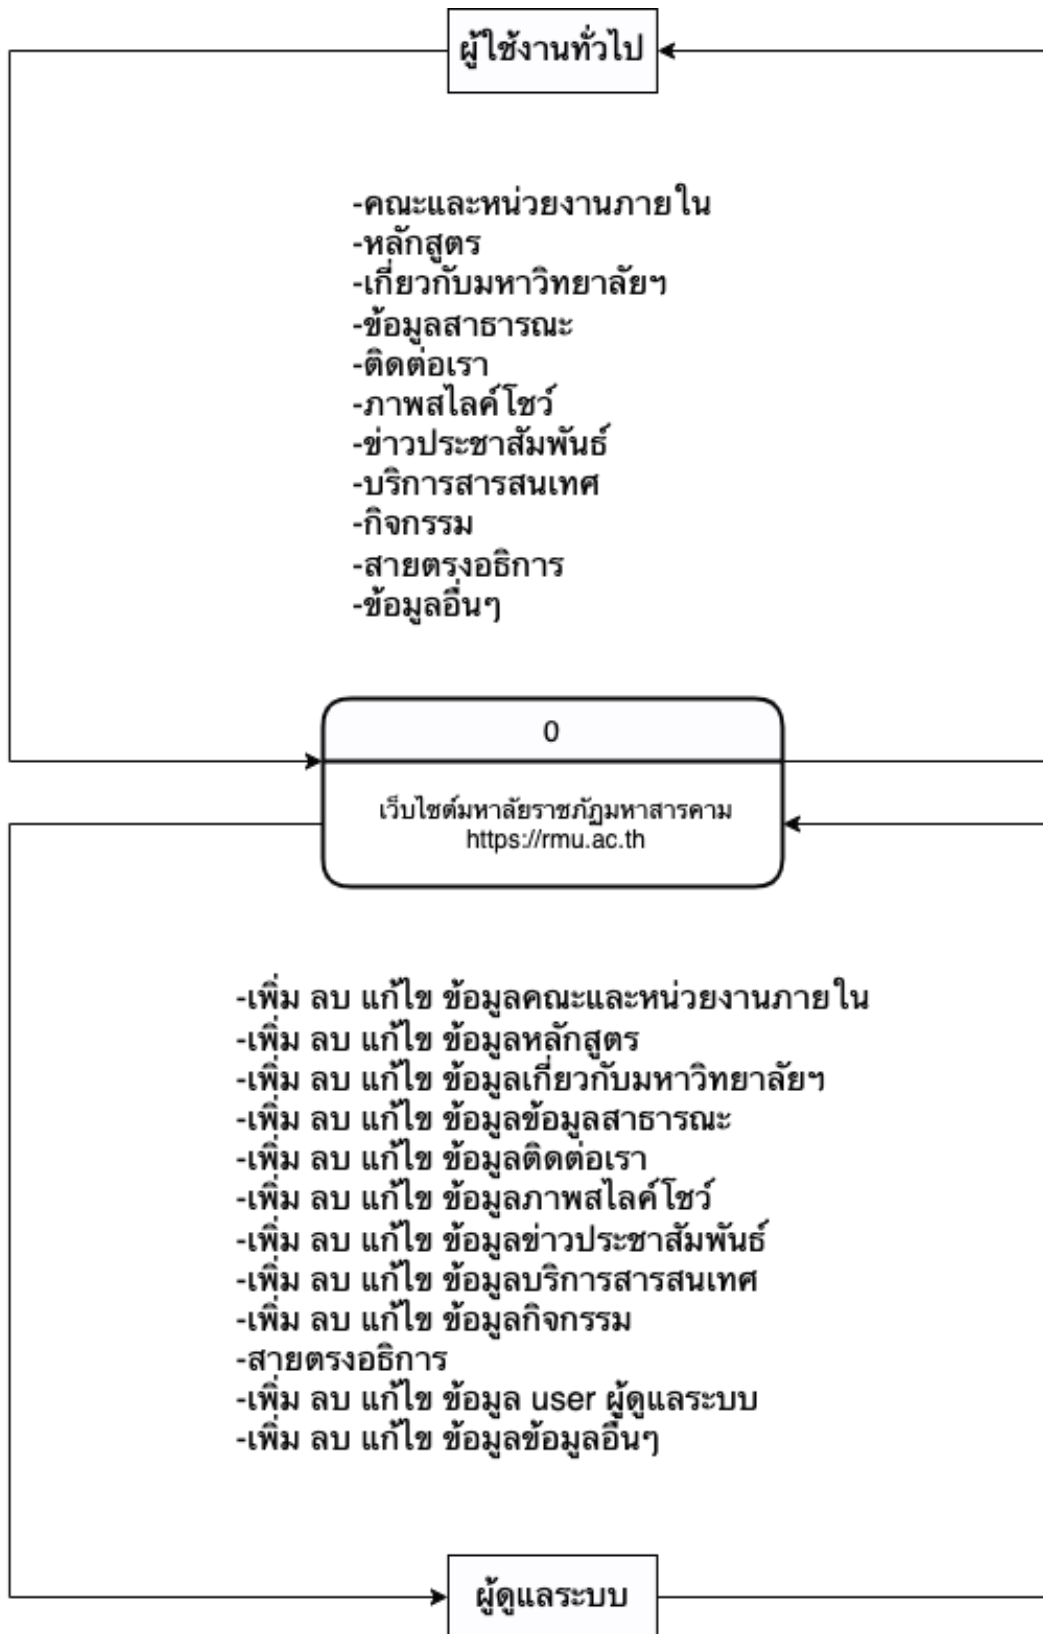 ผู้ใช้งานทั่วไป
-คณะและหน่วยงานภายใน
-หลักสูตร
-เกี่ยวกับมหาวิทยาลัยฯ
-ข้อมูลสาธารณะ
-ติดต่อเรา
-ภาพสไลค์โชว์
-ข่าวประชาสัมพันธ์
-บริการสารสนเทศ
-กิจกรรม
-สายตรงอธิการ
-ข้อมูลอื่นๆ
0
เว็บไซต์มหาลัยราชภัฏมหาสารคาม
https://rmu.ac.th
-เพิ่ม ลบ แก้ไข ข้อมูลคณะและหน่วยงานภายใน
-เพิ่ม ลบ แก้ไข ข้อมูลหลักสูตร
-เพิ่ม ลบ แก้ไข ข้อมูลเกี่ยวกับมหาวิทยาลัยฯ
-เพิ่ม ลบ แก้ไข ข้อมูลข้อมูลสาธารณะ
-เพิ่ม ลบ แก้ไข ข้อมูลติดต่อเรา
-เพิ่ม ลบ แก้ไข ข้อมูลภาพสไลค์โชว์
-เพิ่ม ลบ แก้ไข ข้อมูลข่าวประชาสัมพันธ์
-เพิ่ม ลบ แก้ไข ข้อมูลบริการสารสนเทศ
-เพิ่ม ลบ แก้ไข ข้อมูลกิจกรรม
-สายตรงอธิการ
-เพิ่ม ลบ แก้ไข ข้อมูล user ผู้ดูแลระบบ
-เพิ่ม ลบ แก้ไข ข้อมูลข้อมูลอื่นๆ
ผู้ดูแลระบบ